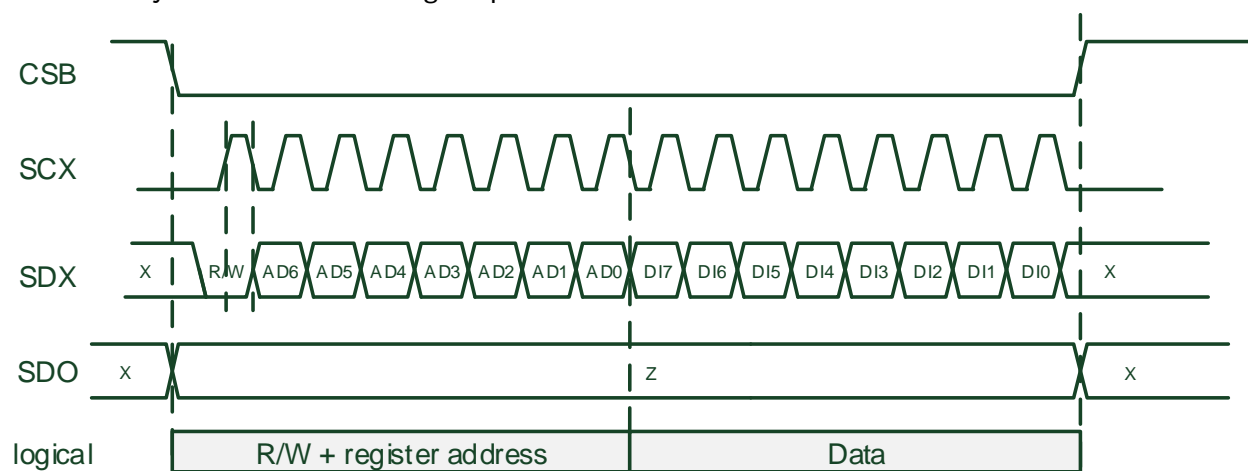 CSB
SCX
SDX X R/W AD6 AD5 AD4 AD3 AD2 AD1 AD0 DI7 DI6 DI5 DI4 DI3 DI2 DI1 DI0 X
SDO X Z X
logical R/W + register address Data